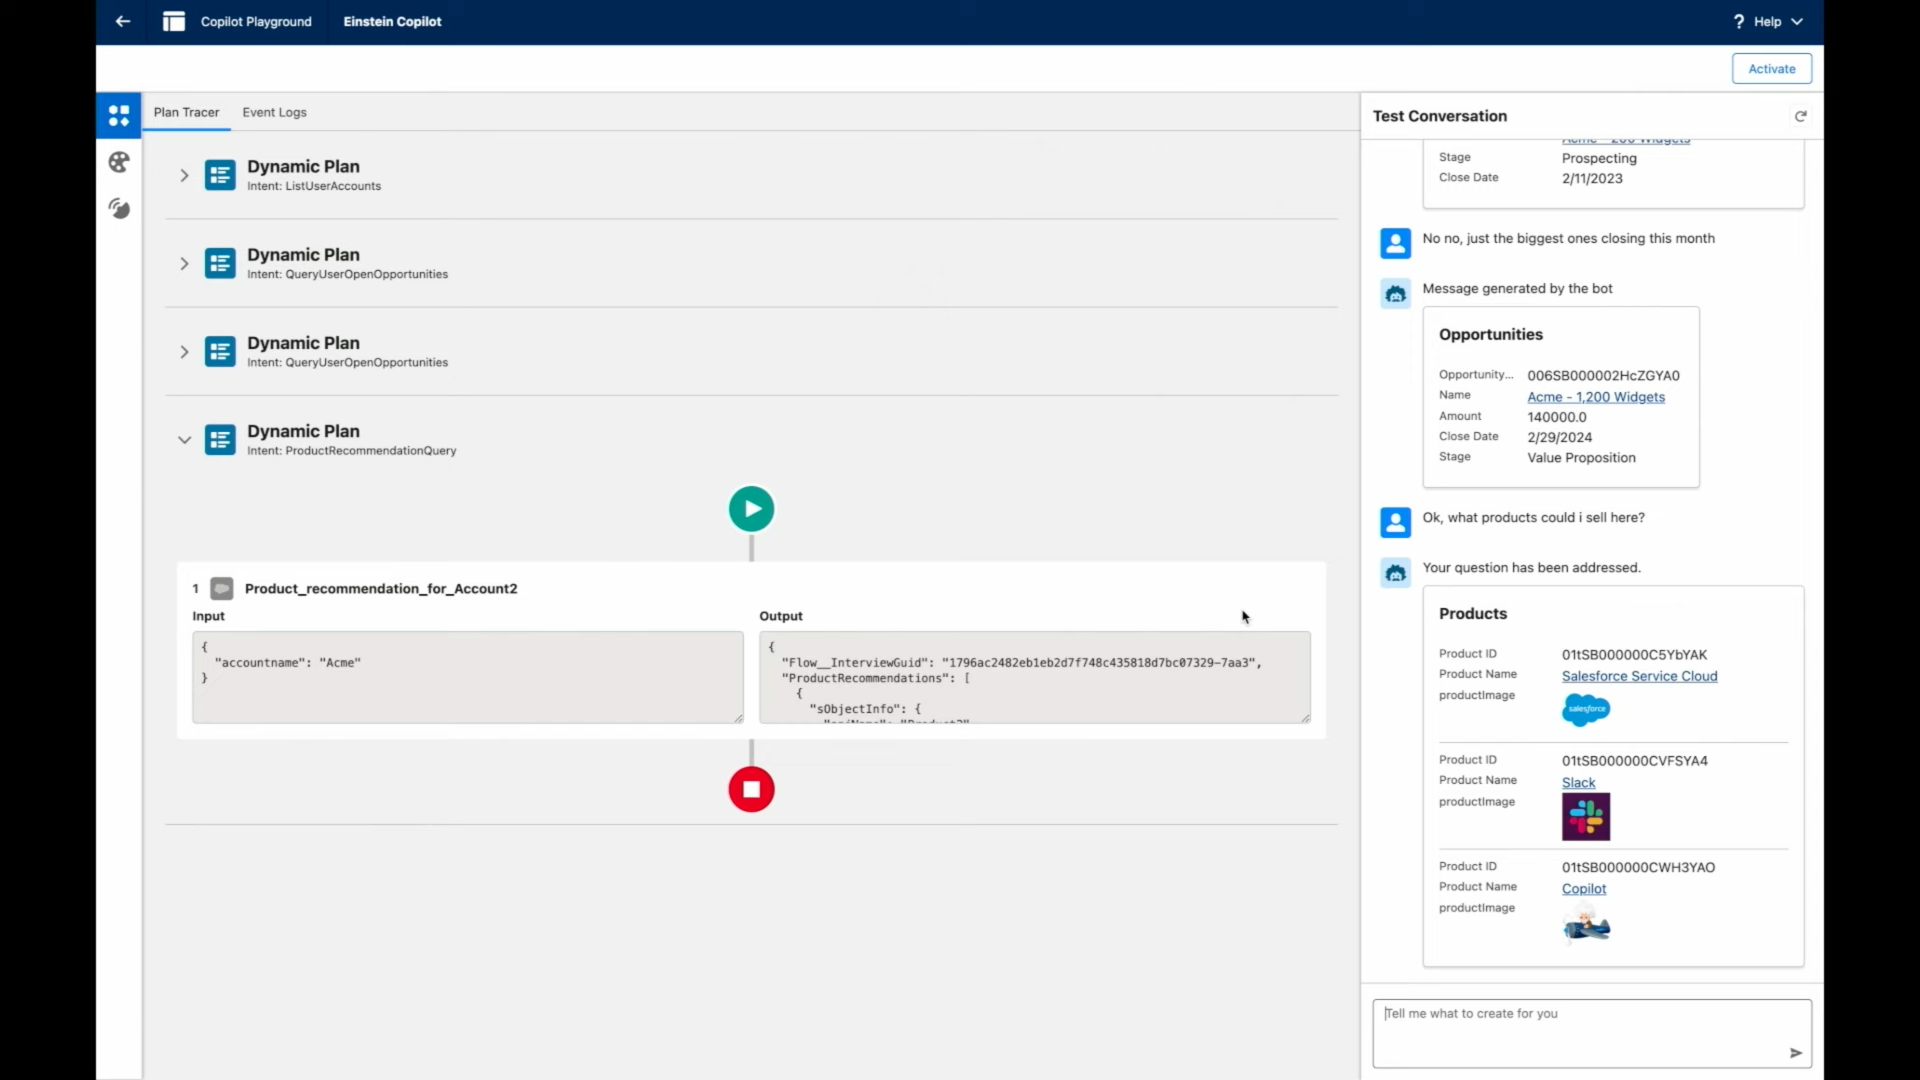 Copilot Playground
Einstein Copilot
? Help
Activate
Plan Tracer
Event Logs
Dynamic Plan
Intent: ListUserAccounts
Dynamic Plan
Intent: QueryUserOpenOpportunities
Dynamic Plan
Intent: QueryUserOpenOpportunities
Dynamic Plan
Intent: ProductRecommendationQuery
1 Product_recommendation_for_Account2
Input
{
"accountname": "Acme"
}
Output
{
"Flow__InterviewGuid": "1796ac2482eb1eb2d7f748c435818d7bc07329-7aa3",
"ProductRecommendations": [
{
"sObjectInfo": {
"apiName": "Product2"
Test Conversation
Acme - 200 Widgets
Stage Prospecting
Close Date 2/11/2023
No no, just the biggest ones closing this month
Message generated by the bot
Opportunities
Opportunity... 006SB000002HcZGYA0
Name Acme - 1,200 Widgets
Amount 140000.0
Close Date 2/29/2024
Stage Value Proposition
Ok, what products could i sell here?
Your question has been addressed.
Products
Product ID 01tSB000000C5YbYAK
Product Name Salesforce Service Cloud
productImage
salesforce
Product ID 01tSB000000CVFSYA4
Product Name Slack
productImage
Product ID 01tSB000000CWH3YAO
Product Name Copilot
productImage
Tell me what to create for you